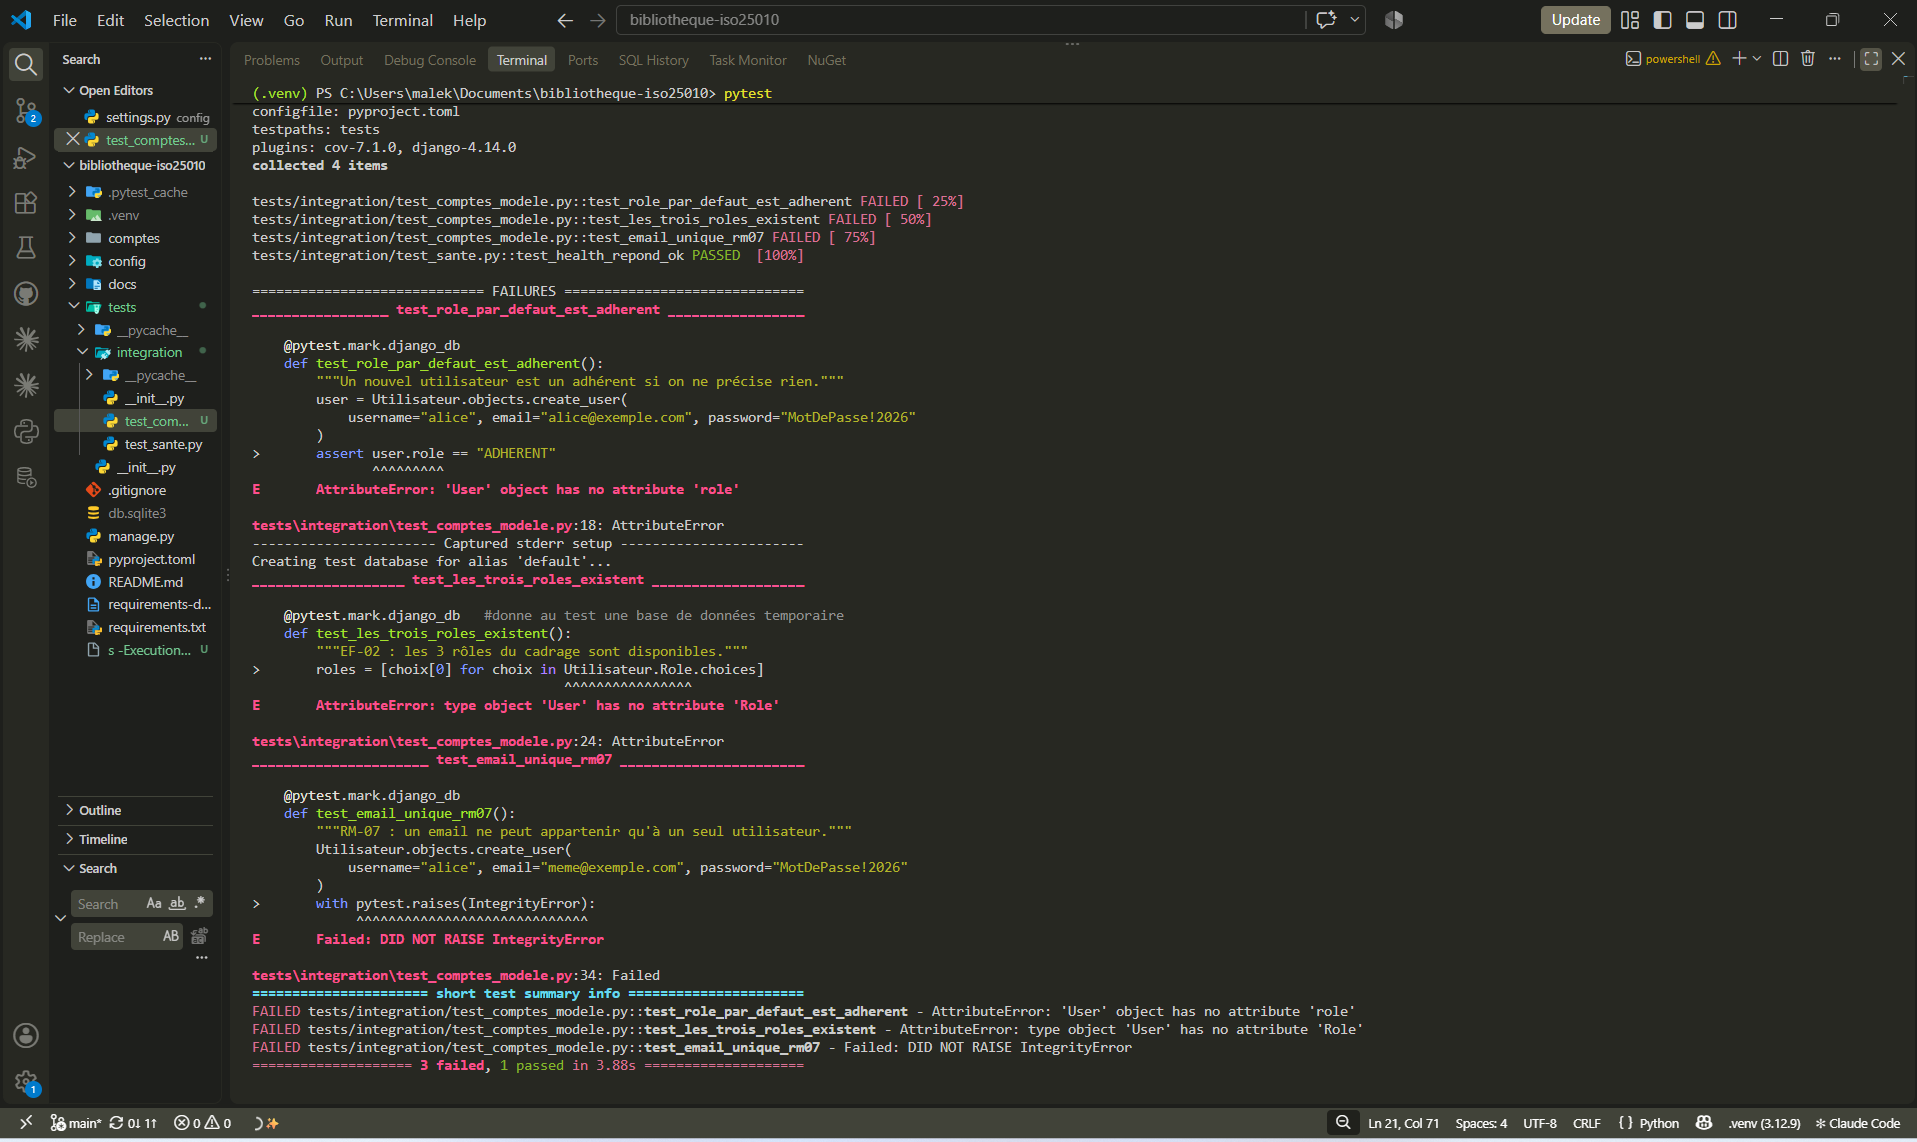 File Edit Selection View Go Run Terminal Help
bibliotheque-iso25010
Update
Search
Problems Output Debug Console Terminal Ports SQL History Task Monitor NuGet
powershell
Open Editors
settings.py config
test_comptes... U
bibliotheque-iso25010
.pytest_cache
.venv
comptes
config
docs
tests
__pycache__
integration
__pycache__
__init__.py
test_com... U
test_sante.py
__init__.py
.gitignore
db.sqlite3
manage.py
pyproject.toml
README.md
requirements-d...
requirements.txt
s -Execution... U
Outline
Timeline
Search
Search Aa ab .*
Replace AB
2
1
(.venv) PS C:\Users\malek\Documents\bibliotheque-iso25010> pytest
configfile: pyproject.toml
testpaths: tests
plugins: cov-7.1.0, django-4.14.0
collected 4 items
tests/integration/test_comptes_modele.py::test_role_par_defaut_est_adherent FAILED [ 25%]
tests/integration/test_comptes_modele.py::test_les_trois_roles_existent FAILED [ 50%]
tests/integration/test_comptes_modele.py::test_email_unique_rm07 FAILED [ 75%]
tests/integration/test_sante.py::test_health_repond_ok PASSED [100%]
============================= FAILURES ==============================
_________________ test_role_par_defaut_est_adherent _________________
@pytest.mark.django_db
def test_role_par_defaut_est_adherent():
"""Un nouvel utilisateur est un adhérent si on ne précise rien."""
user = Utilisateur.objects.create_user(
username="alice", email="alice@exemple.com", password="MotDePasse!2026"
)
> assert user.role == "ADHERENT"
^^^^^^^^^
E AttributeError: 'User' object has no attribute 'role'
tests\integration\test_comptes_modele.py:18: AttributeError
----------------------- Captured stderr setup -----------------------
Creating test database for alias 'default'...
___________________ test_les_trois_roles_existent ___________________
@pytest.mark.django_db #donne au test une base de données temporaire
def test_les_trois_roles_existent():
"""EF-02 : les 3 rôles du cadrage sont disponibles."""
> roles = [choix[0] for choix in Utilisateur.Role.choices]
^^^^^^^^^^^^^^^^
E AttributeError: type object 'User' has no attribute 'Role'
tests\integration\test_comptes_modele.py:24: AttributeError
______________________ test_email_unique_rm07 _______________________
@pytest.mark.django_db
def test_email_unique_rm07():
"""RM-07 : un email ne peut appartenir qu'à un seul utilisateur."""
Utilisateur.objects.create_user(
username="alice", email="meme@exemple.com", password="MotDePasse!2026"
)
> with pytest.raises(IntegrityError):
^^^^^^^^^^^^^^^^^^^^^^^^^^^^^
E Failed: DID NOT RAISE IntegrityError
tests\integration\test_comptes_modele.py:34: Failed
====================== short test summary info ======================
FAILED tests/integration/test_comptes_modele.py::test_role_par_defaut_est_adherent - AttributeError: 'User' object has no attribute 'role'
FAILED tests/integration/test_comptes_modele.py::test_les_trois_roles_existent - AttributeError: type object 'User' has no attribute 'Role'
FAILED tests/integration/test_comptes_modele.py::test_email_unique_rm07 - Failed: DID NOT RAISE IntegrityError
==================== 3 failed, 1 passed in 3.88s ====================
main* 0↓ 1↑ 0 0 Ln 21, Col 71 Spaces: 4 UTF-8 CRLF { } Python .venv (3.12.9) Claude Code